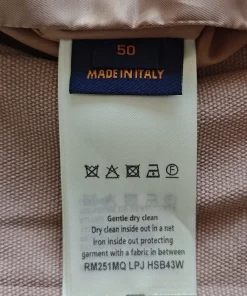 50
MADE IN ITALY
F
Gentle dry clean
Dry clean inside out in a net
Iron inside out protecting
garment with a fabric in between
RM251MQ LPJ HSB43W